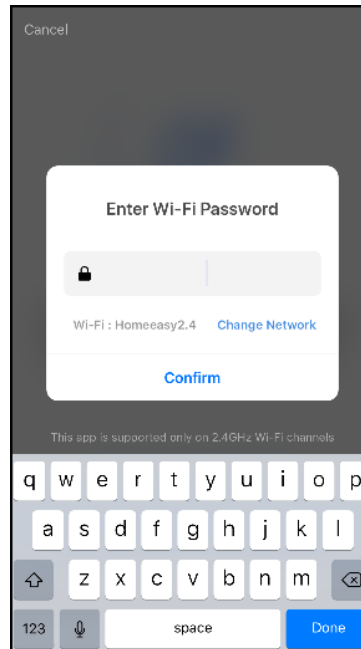 Cancel
Enter Wi-Fi Password
Wi-Fi : Homeeasy2.4 Change Network
Confirm
This app is supported only on 2.4GHz Wi-Fi channels
q w e r t y u i o p
a s d f g h j k l
z x c v b n m
123 space Done